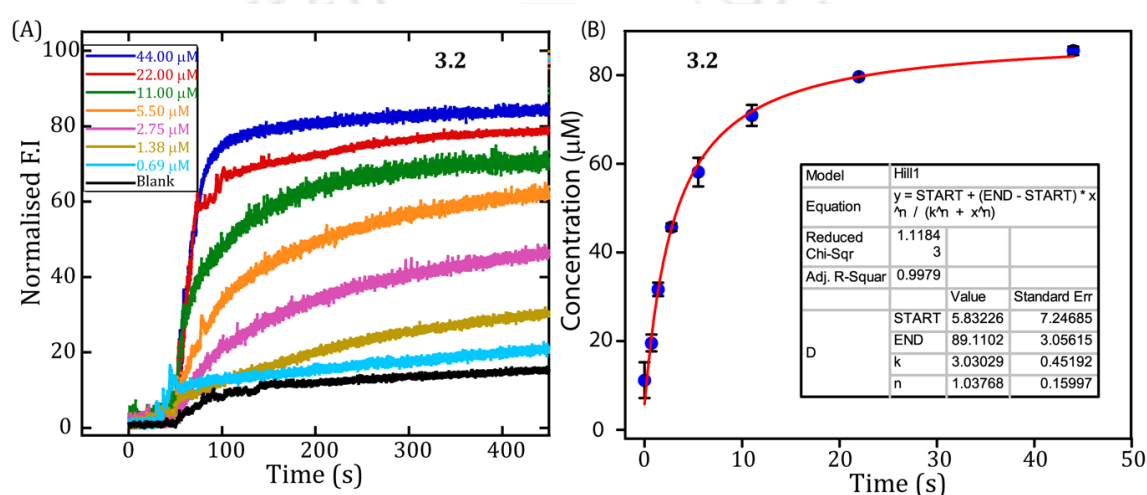 (A)
Normalised F.I
100
80
60
40
20
0
44.00 μM
22.00 μM
11.00 μM
5.50 μM
2.75 μM
1.38 μM
0.69 μM
Blank
3.2
0 100 200 300 400
Time (s)
(B)
Concentration (μM)
80
60
40
20
0
3.2
Model Hill1
Equation y = START + (END - START) * x
^n / (k^n + x^n)
Reduced 1.1184
Chi-Sqr 3
Adj. R-Squar 0.9979
Value Standard Err
D
START 5.83226 7.24685
END 89.1102 3.05615
k 3.03029 0.45192
n 1.03768 0.15997
0 10 20 30 40 50
Time (s)